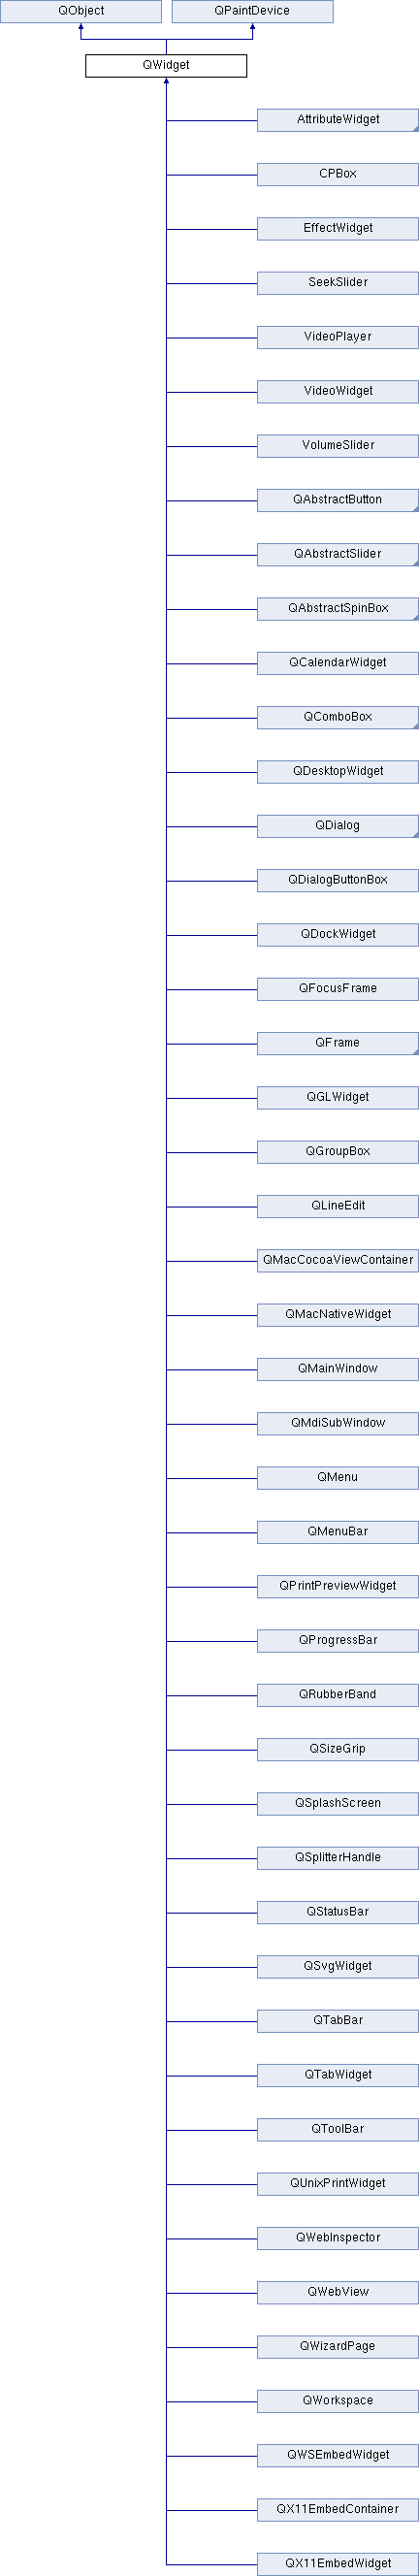 QObject
QPaintDevice
QWidget
AttributeWidget
CPBox
EffectWidget
SeekSlider
VideoPlayer
VideoWidget
VolumeSlider
QAbstractButton
QAbstractSlider
QAbstractSpinBox
QCalendarWidget
QComboBox
QDesktopWidget
QDialog
QDialogButtonBox
QDockWidget
QFocusFrame
QFrame
QGLWidget
QGroupBox
QLineEdit
QMacCocoaViewContainer
QMacNativeWidget
QMainWindow
QMdiSubWindow
QMenu
QMenuBar
QPrintPreviewWidget
QProgressBar
QRubberBand
QSizeGrip
QSplashScreen
QSplitterHandle
QStatusBar
QSvgWidget
QTabBar
QTabWidget
QToolBar
QUnixPrintWidget
QWebInspector
QWebView
QWizardPage
QWorkspace
QWSEmbedWidget
QX11EmbedContainer
QX11EmbedWidget